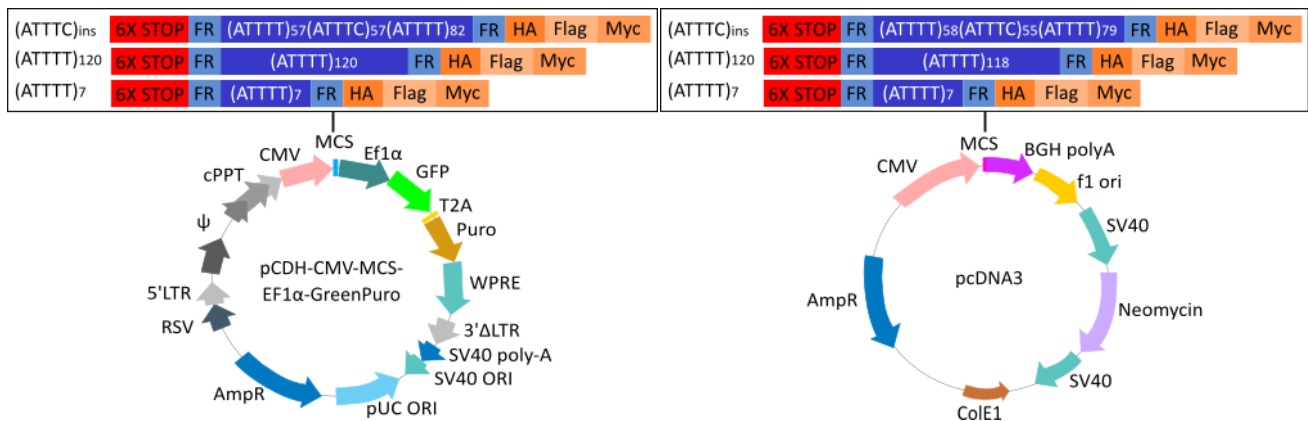 (ATTTC)ins 6X STOP FR (ATTTT)57(ATTTC)57(ATTTT)82 FR HA Flag Myc
(ATTTT)120 6X STOP FR (ATTTT)120 FR HA Flag Myc
(ATTTT)7 6X STOP FR (ATTTT)7 FR HA Flag Myc
MCS
Ef1α
GFP
T2A
Puro
WPRE
3'ΔLTR
SV40 poly-A
SV40 ORI
pUC ORI
AmpR
RSV
5'LTR
ψ
cPPT
CMV
pCDH-CMV-MCS-
EF1α-GreenPuro
(ATTTC)ins 6X STOP FR (ATTTT)58(ATTTC)55(ATTTT)79 FR HA Flag Myc
(ATTTT)120 6X STOP FR (ATTTT)118 FR HA Flag Myc
(ATTTT)7 6X STOP FR (ATTTT)7 FR HA Flag Myc
MCS
BGH polyA
f1 ori
SV40
Neomycin
SV40
ColE1
AmpR
CMV
pcDNA3